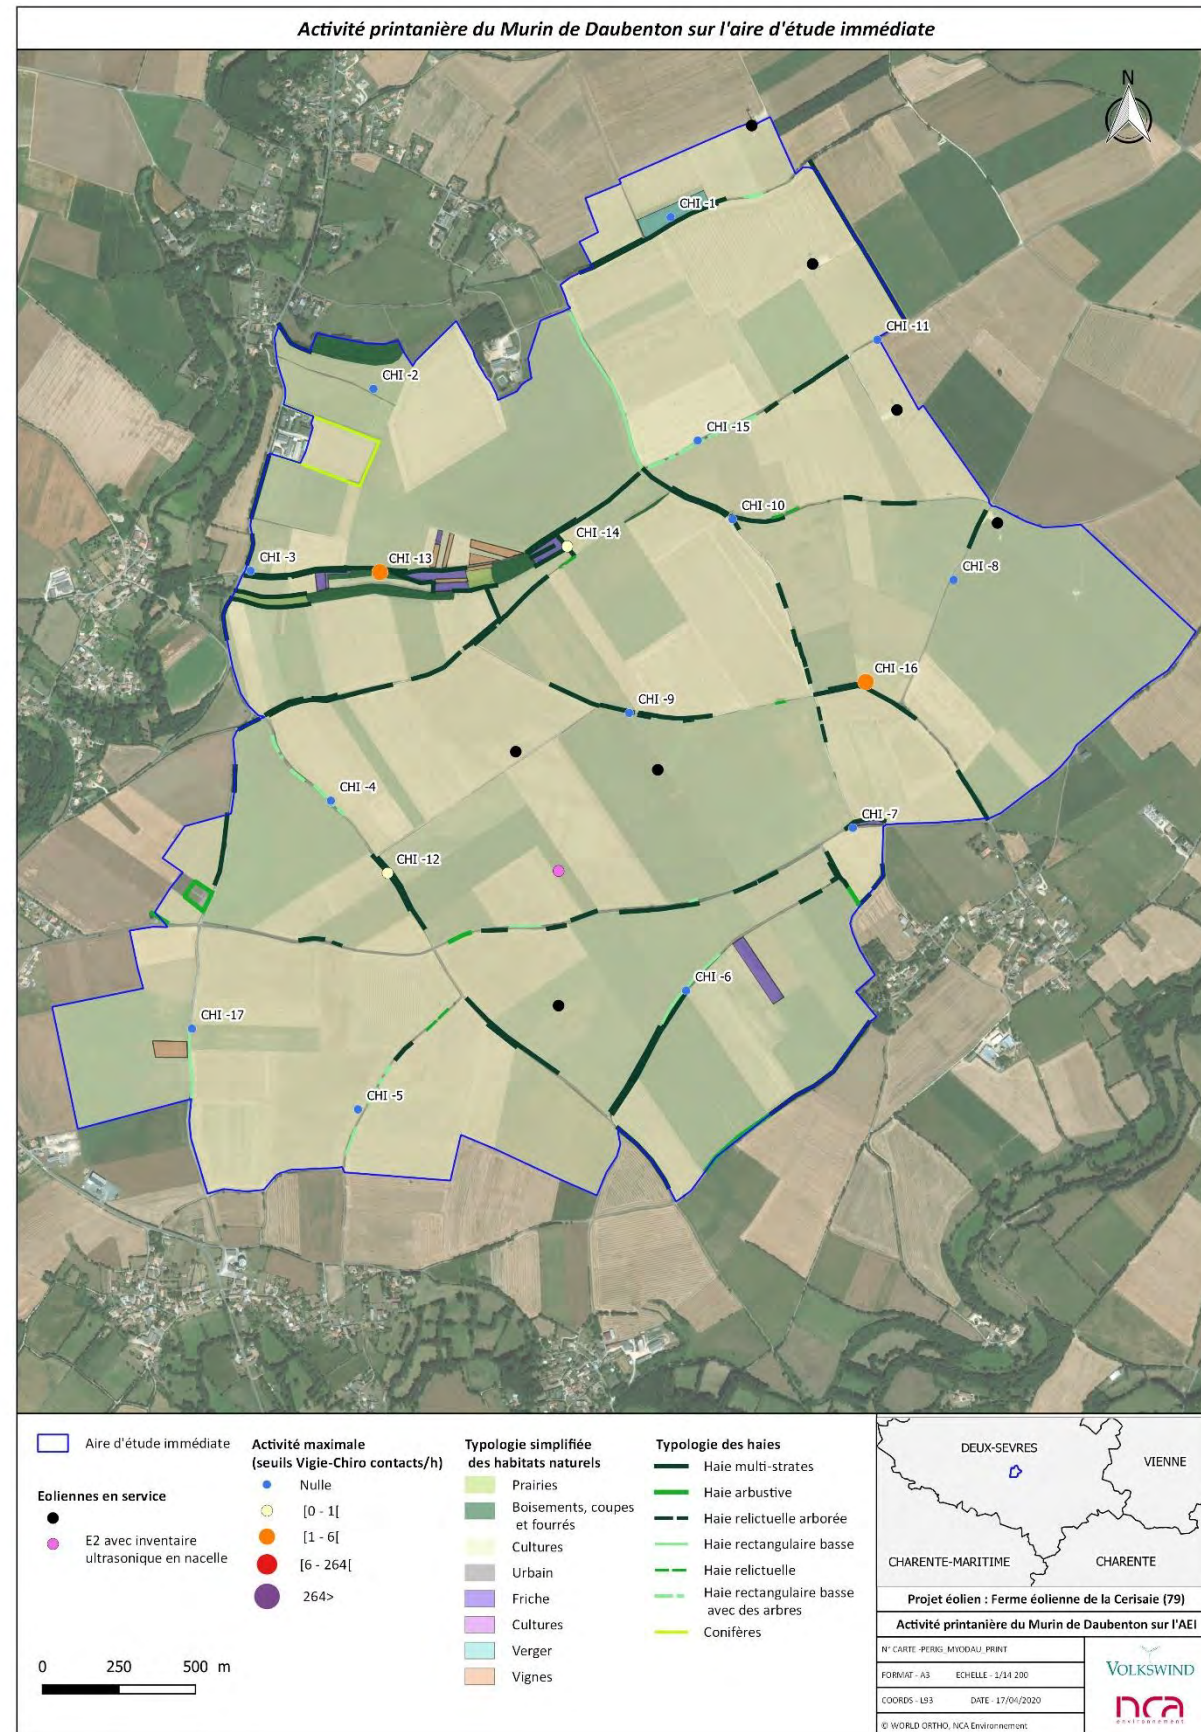 Activité printanière du Murin de Daubenton sur l'aire d'étude immédiate
N
CHI -1
CHI -11
CHI -2
CHI -15
CHI -10
CHI -14
CHI -3
CHI -13
CHI -8
CHI -16
CHI -9
CHI -4
CHI -7
CHI -12
CHI -6
CHI -17
CHI -5
Aire d'étude immédiate
Eoliennes en service
E2 avec inventaire
ultrasonique en nacelle
0 250 500 m
Activité maximale
(seuils Vigie-Chiro contacts/h)
Nulle
[0 - 1[
[1 - 6[
[6 - 264[
264>
Typologie simplifiée
des habitats naturels
Prairies
Boisements, coupes
et fourrés
Cultures
Urbain
Friche
Cultures
Verger
Vignes
Typologie des haies
Haie multi-strates
Haie arbustive
Haie relictuelle arborée
Haie rectangulaire basse
Haie relictuelle
Haie rectangulaire basse
avec des arbres
Conifères
DEUX-SEVRES
VIENNE
CHARENTE-MARITIME
CHARENTE
Projet éolien : Ferme éolienne de la Cerisaie (79)
Activité printanière du Murin de Daubenton sur l'AEI
N° CARTE -PERIG_MYODAU_PRINT
FORMAT - A3 ECHELLE - 1/14 200
COORDS - L93 DATE - 17/04/2020
© WORLD ORTHO, NCA Environnement
VOLKSWIND
nca
environnement